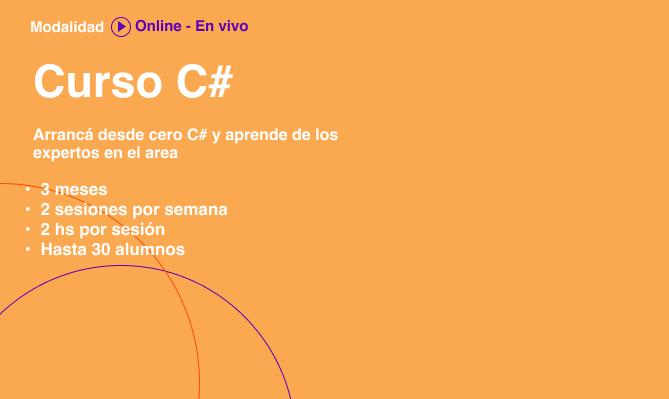 Modalidad Online - En vivo
Curso C#
Arrancá desde cero C# y aprende de los
expertos en el area
• 3 meses
• 2 sesiones por semana
• 2 hs por sesión
• Hasta 30 alumnos